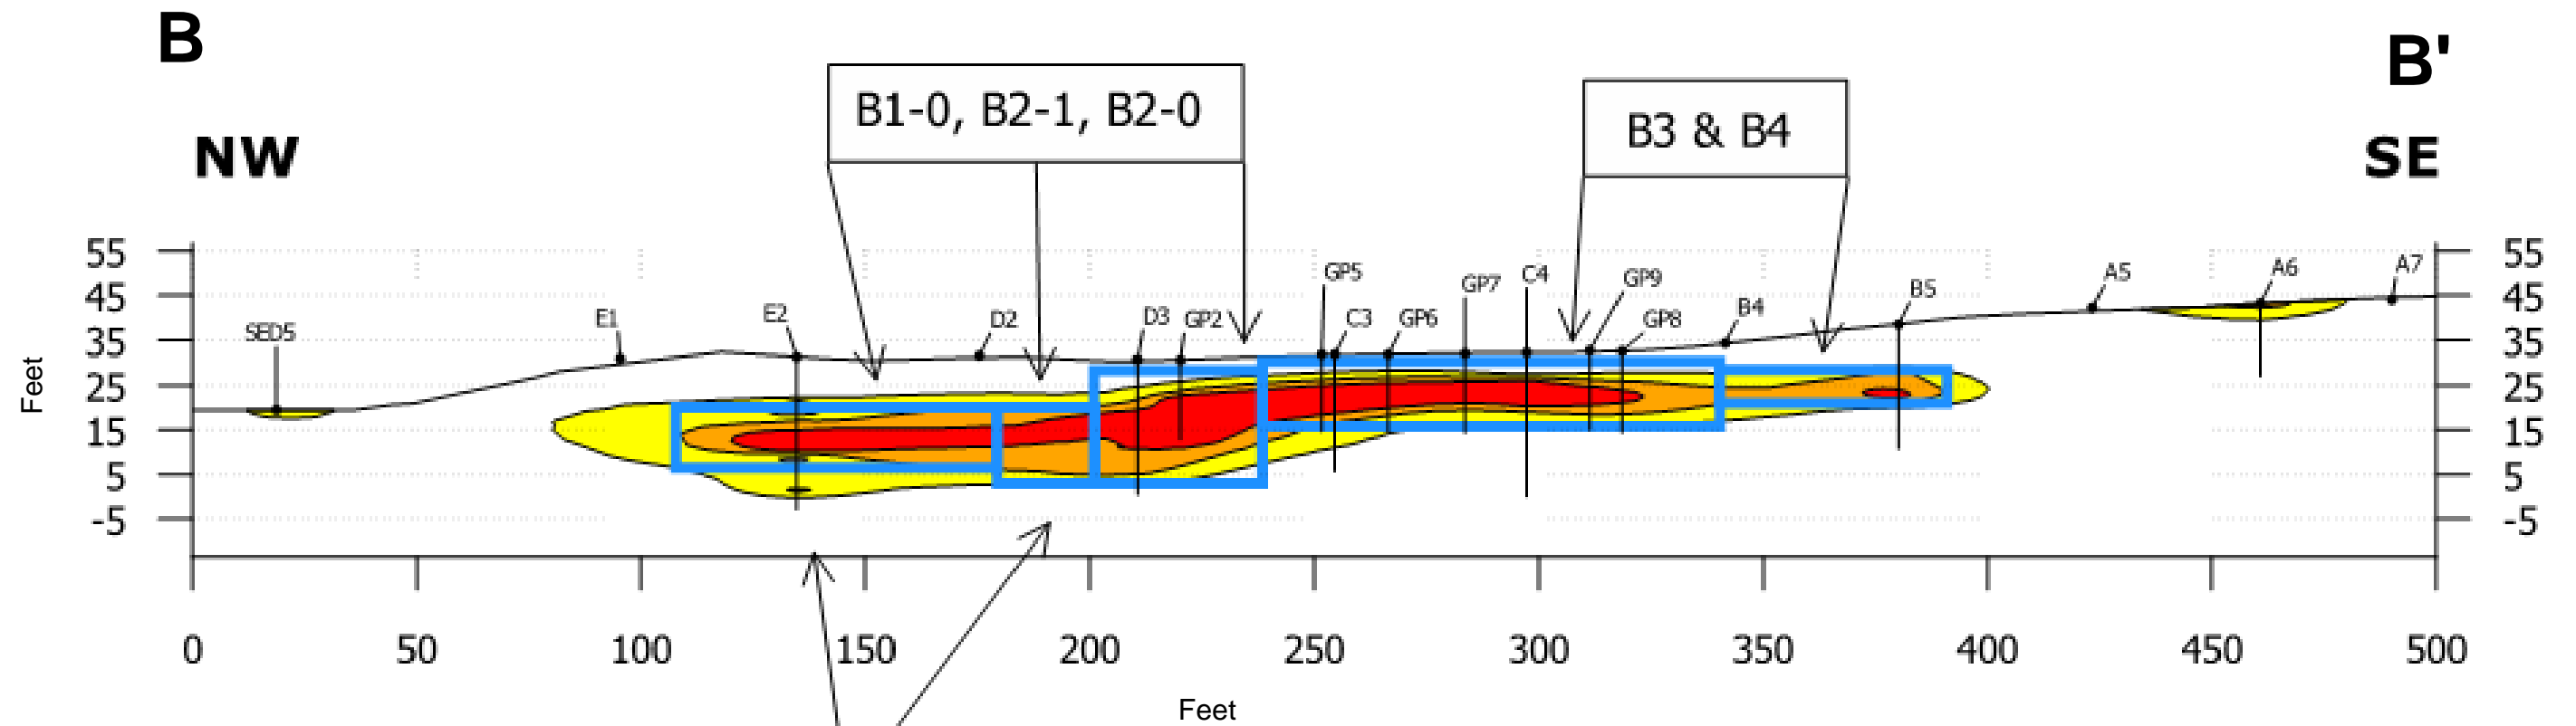 B
B'
NW
SE
B1-0, B2-1, B2-0
B3 & B4
SED5
E1
E2
D2
D3
GP2
GP5
C3
GP6
GP7
C4
GP9
GP8
B4
B5
A5
A6
A7
55
45
35
25
15
5
-5
Feet
55
45
35
25
15
5
-5
0 50 100 150 200 250 300 350 400 450 500
Feet